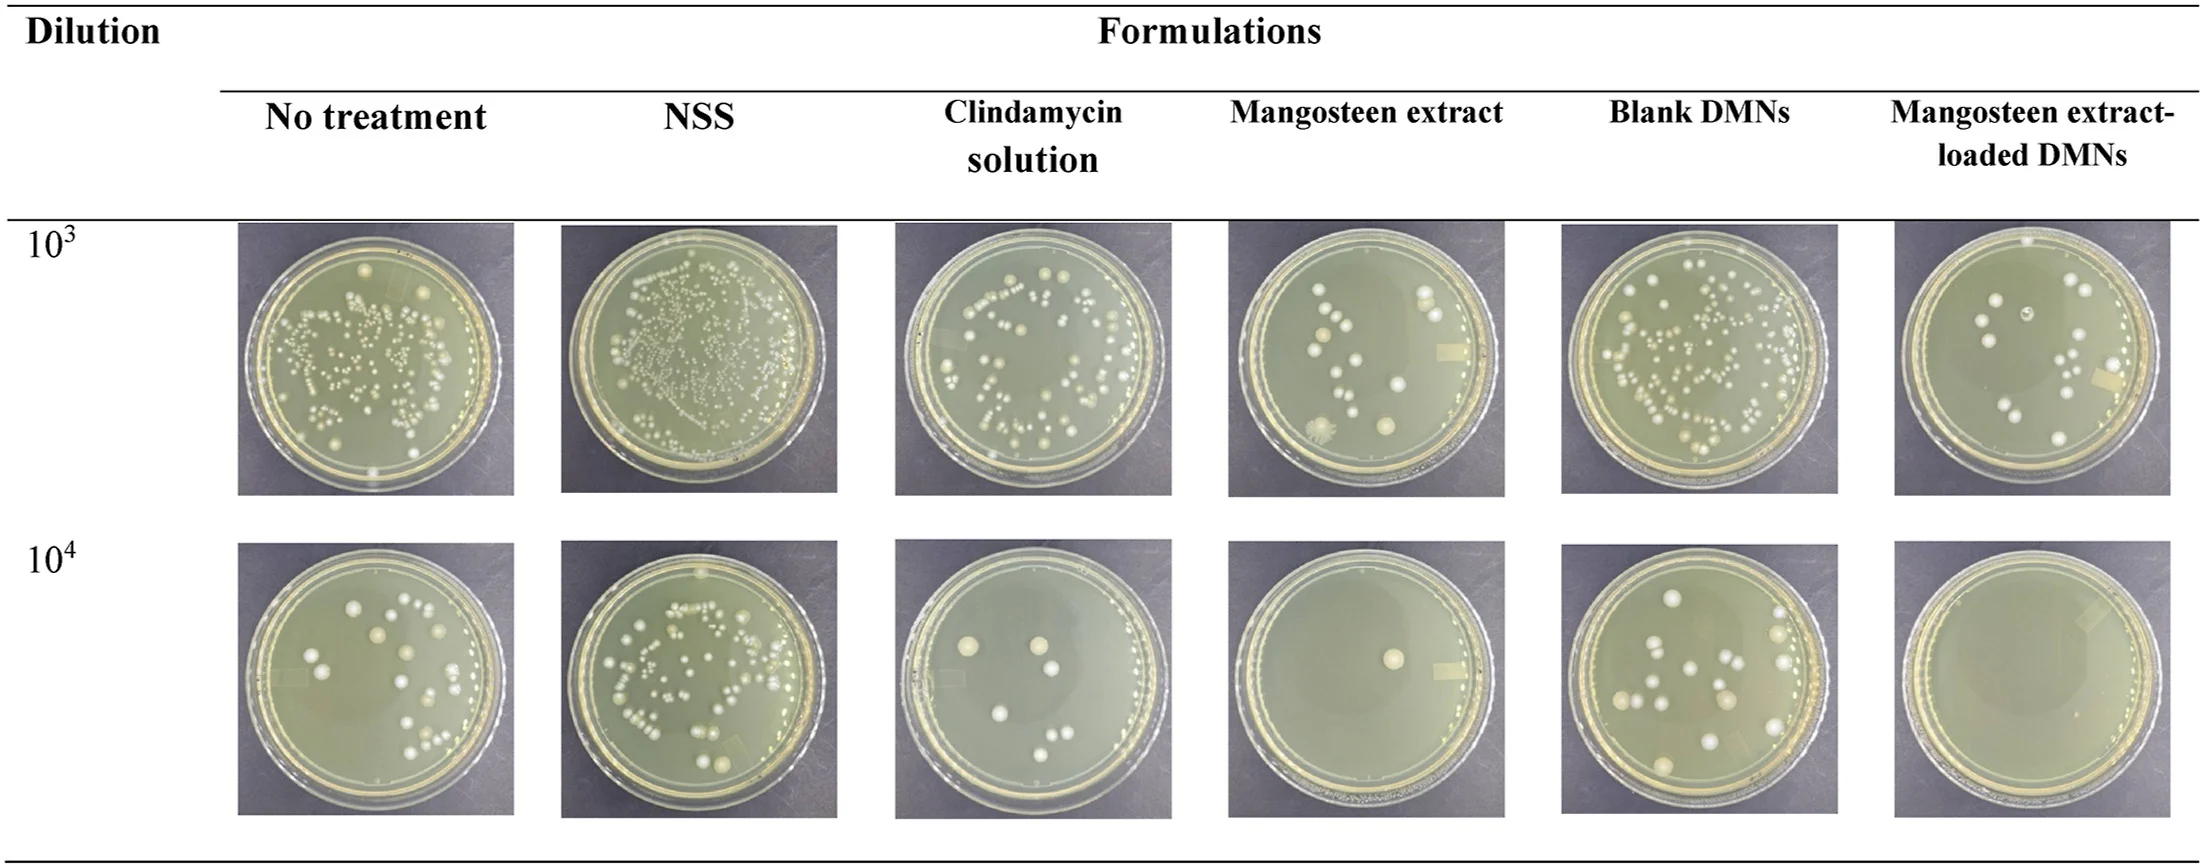 Dilution
Formulations
No treatment
NSS
Clindamycin
solution
Mangosteen extract
Blank DMNs
Mangosteen extract-
loaded DMNs
10³
10⁴